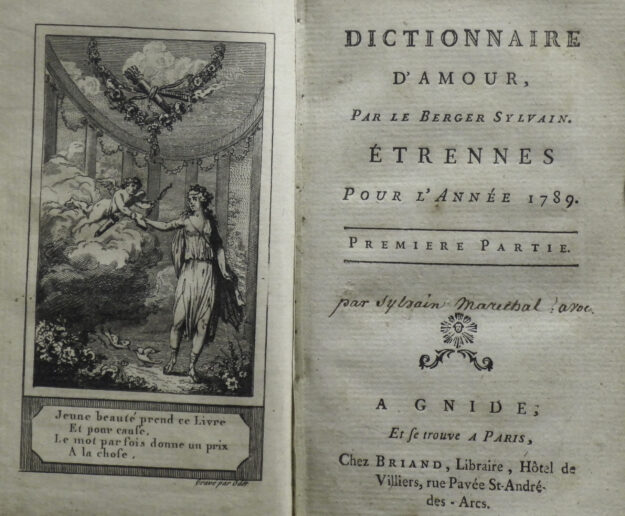 Jeune beauté prend ce Livre
Et pour cause.
Le mot par fois donne un prix
A la chose.
Gravé par
DICTIONNAIRE
D'AMOUR,
PAR LE BERGER SYLVAIN.
ÉTRENNES
POUR L'ANNÉE 1789.
PREMIERE PARTIE.
par Sylvain Marechal
A GNIDE;
Et se trouve A PARIS,
Chez BRIAND, Libraire, Hôtel de
Villiers, rue Pavée St-André-
des-Arcs.